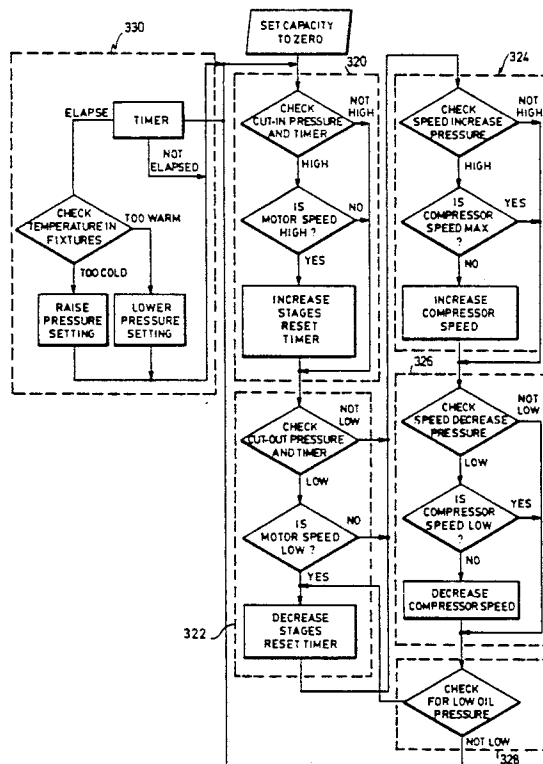 330
SET CAPACITY
TO ZERO
320
324
ELAPSE
TIMER
NOT
ELAPSED
CHECK
TEMPERATURE IN
FIXTURES
TOO WARM
TOO COLD
RAISE
PRESSURE
SETTING
LOWER
PRESSURE
SETTING
CHECK
CUT-IN PRESSURE
AND TIMER
NOT
HIGH
HIGH
IS
MOTOR SPEED
HIGH ?
NO
YES
INCREASE
STAGES
RESET
TIMER
CHECK
CUT-OUT PRESSURE
AND TIMER
NOT
LOW
LOW
IS
MOTOR SPEED
LOW ?
NO
YES
322
DECREASE
STAGES
RESET TIMER
CHECK
SPEED INCREASE
PRESSURE
NOT
HIGH
HIGH
IS
COMPRESSOR
SPEED MAX
?
YES
NO
INCREASE
COMPRESSOR
SPEED
326
CHECK
SPEED DECREASE
PRESSURE
NOT
LOW
LOW
IS
COMPRESSOR
SPEED LOW
?
YES
NO
DECREASE
COMPRESSOR SPEED
CHECK
FOR LOW OIL
PRESSURE
NOT LOW
328